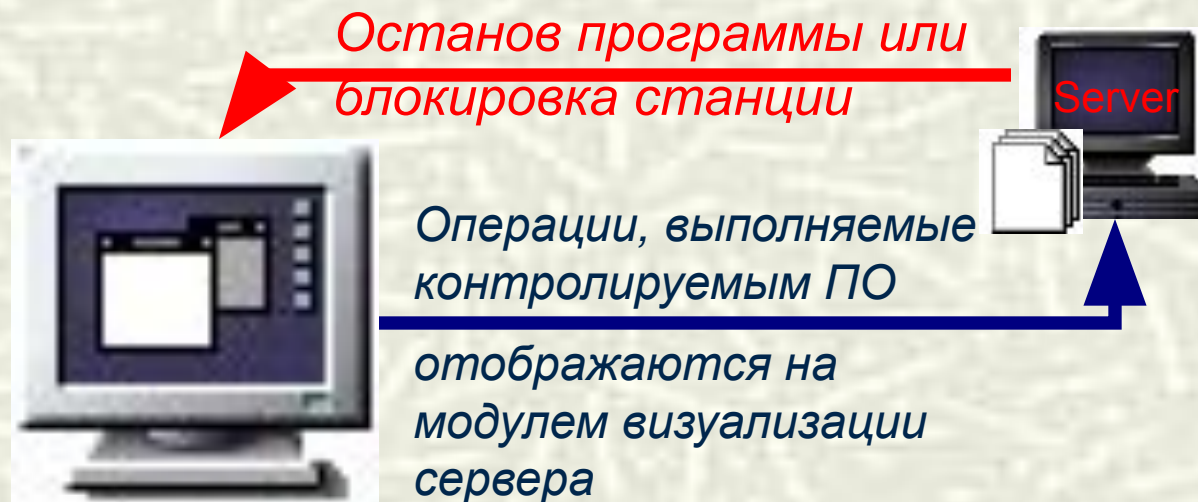 Останов программы или
блокировка станции
Server
Операции, выполняемые
контролируемым ПО
отображаются на
модулем визуализации
сервера